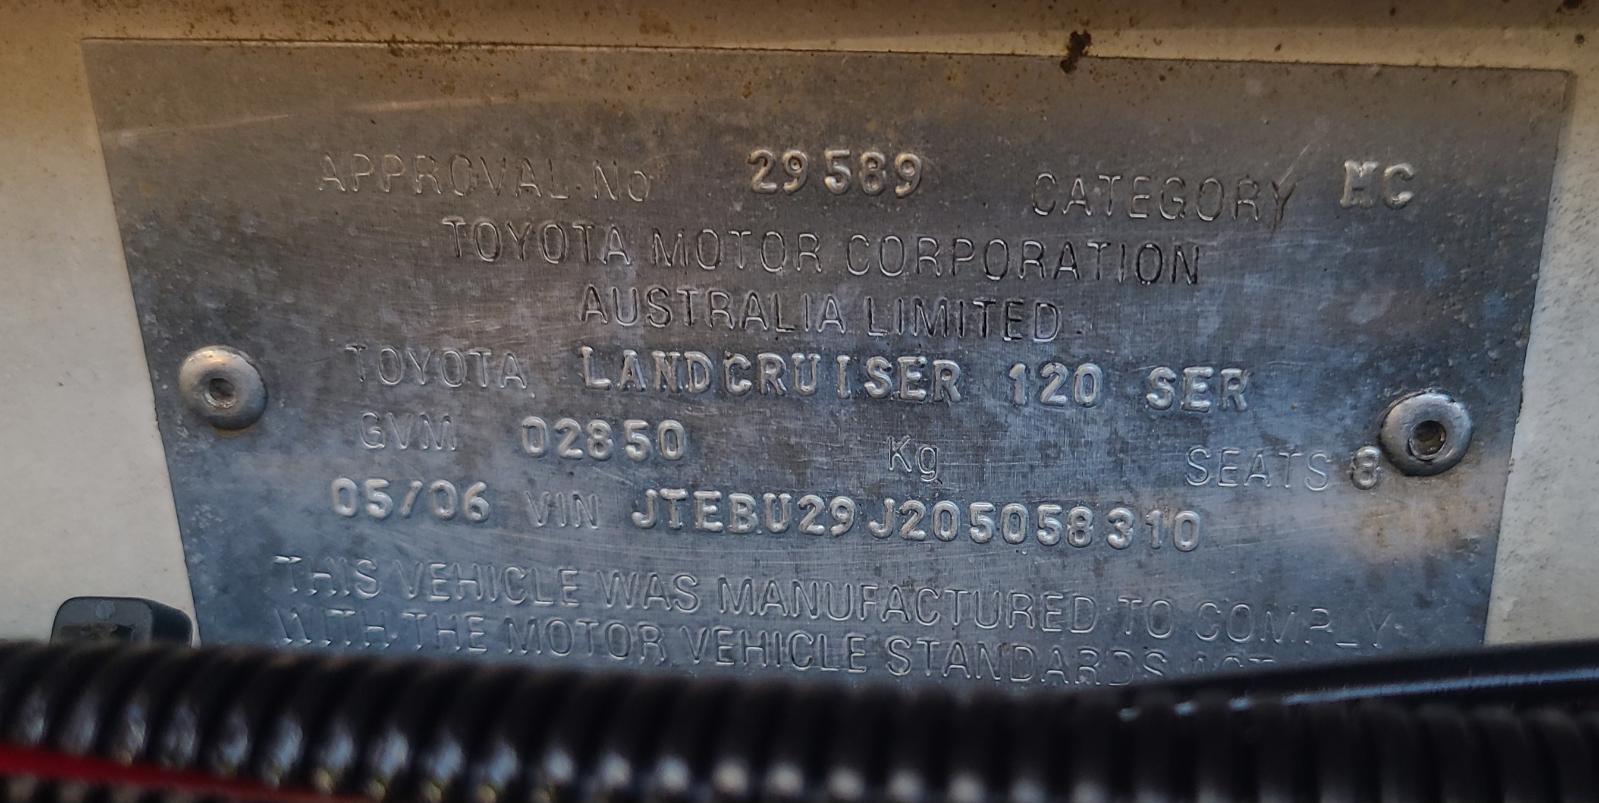 APPROVAL No 29589 CATEGORY MC
TOYOTA MOTOR CORPORATION
AUSTRALIA LIMITED
TOYOTA LANDCRUISER 120 SER
GVM 02850 Kg SEATS 8
05/06 VIN JTEBU29J205058310
THIS VEHICLE WAS MANUFACTURED TO COMPLY
WITH THE MOTOR VEHICLE STANDARDS ACT